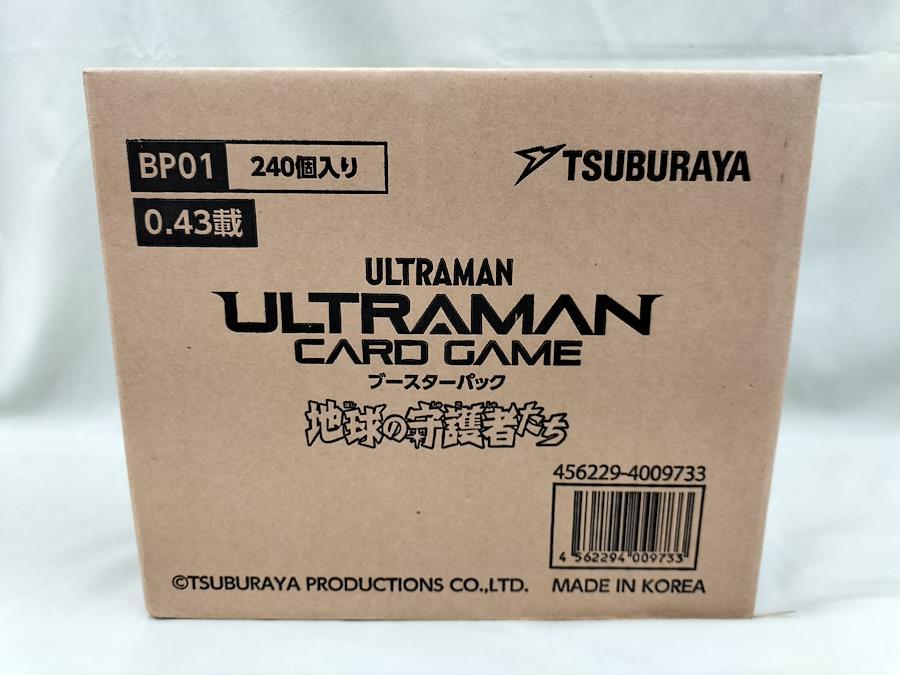 BP01 240個入り
TSUBURAYA
0.43載
ULTRAMAN
ULTRAMAN
CARD GAME
ブースターパック
地球の守護者たち
456229-4009733
4 562294 009733
©TSUBURAYA PRODUCTIONS CO.,LTD. MADE IN KOREA